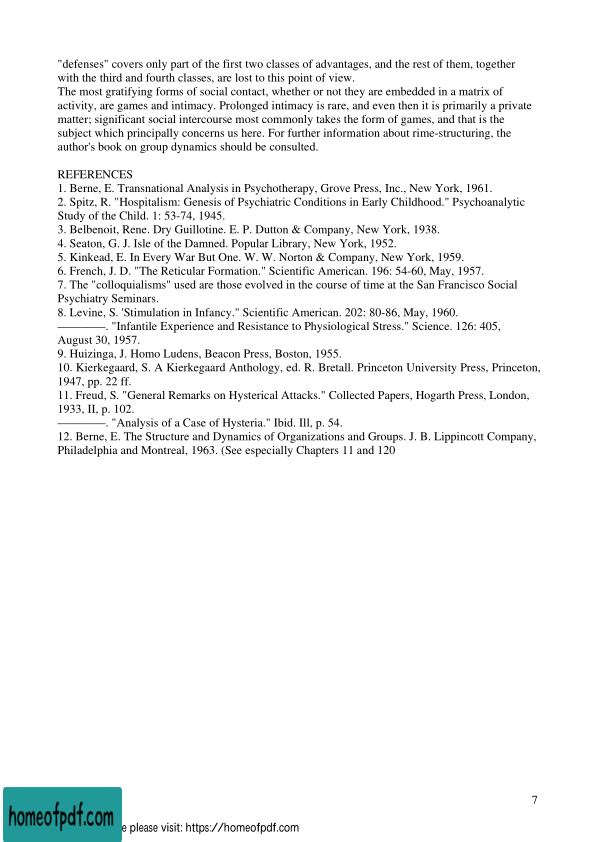 "defenses" covers only part of the first two classes of advantages, and the rest of them, together
with the third and fourth classes, are lost to this point of view.
The most gratifying forms of social contact, whether or not they are embedded in a matrix of
activity, are games and intimacy. Prolonged intimacy is rare, and even then it is primarily a private
matter; significant social intercourse most commonly takes the form of games, and that is the
subject which principally concerns us here. For further information about rime-structuring, the
author's book on group dynamics should be consulted.
REFERENCES
1. Berne, E. Transnational Analysis in Psychotherapy, Grove Press, Inc., New York, 1961.
2. Spitz, R. "Hospitalism: Genesis of Psychiatric Conditions in Early Childhood." Psychoanalytic
Study of the Child. 1: 53-74, 1945.
3. Belbenoit, Rene. Dry Guillotine. E. P. Dutton & Company, New York, 1938.
4. Seaton, G. J. Isle of the Damned. Popular Library, New York, 1952.
5. Kinkead, E. In Every War But One. W. W. Norton & Company, New York, 1959.
6. French, J. D. "The Reticular Formation." Scientific American. 196: 54-60, May, 1957.
7. The "colloquialisms" used are those evolved in the course of time at the San Francisco Social
Psychiatry Seminars.
8. Levine, S. 'Stimulation in Infancy." Scientific American. 202: 80-86, May, 1960.
————. "Infantile Experience and Resistance to Physiological Stress." Science. 126: 405,
August 30, 1957.
9. Huizinga, J. Homo Ludens, Beacon Press, Boston, 1955.
10. Kierkegaard, S. A Kierkegaard Anthology, ed. R. Bretall. Princeton University Press, Princeton,
1947, pp. 22 ff.
11. Freud, S. "General Remarks on Hysterical Attacks." Collected Papers, Hogarth Press, London,
1933, II, p. 102.
————. "Analysis of a Case of Hysteria." Ibid. Ill, p. 54.
12. Berne, E. The Structure and Dynamics of Organizations and Groups. J. B. Lippincott Company,
Philadelphia and Montreal, 1963. (See especially Chapters 11 and 120
7
homeofpdf.com
e please visit: https://homeofpdf.com